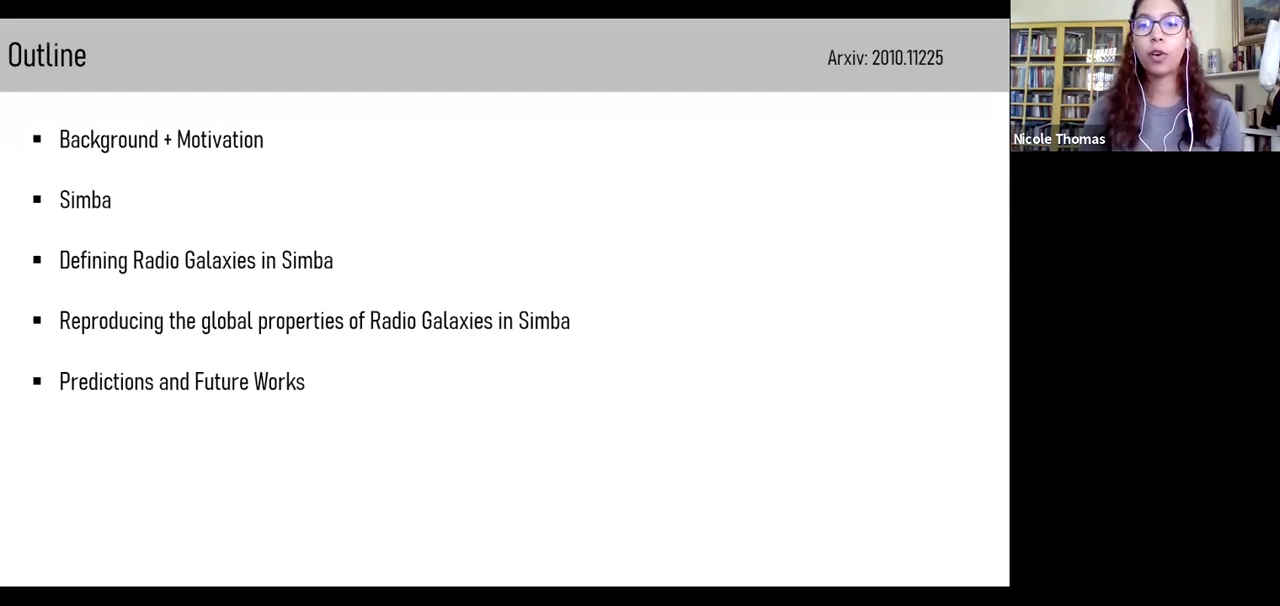 Outline
Arxiv: 2010.11225
▪ Background + Motivation
▪ Simba
▪ Defining Radio Galaxies in Simba
▪ Reproducing the global properties of Radio Galaxies in Simba
▪ Predictions and Future Works
Nicole Thomas